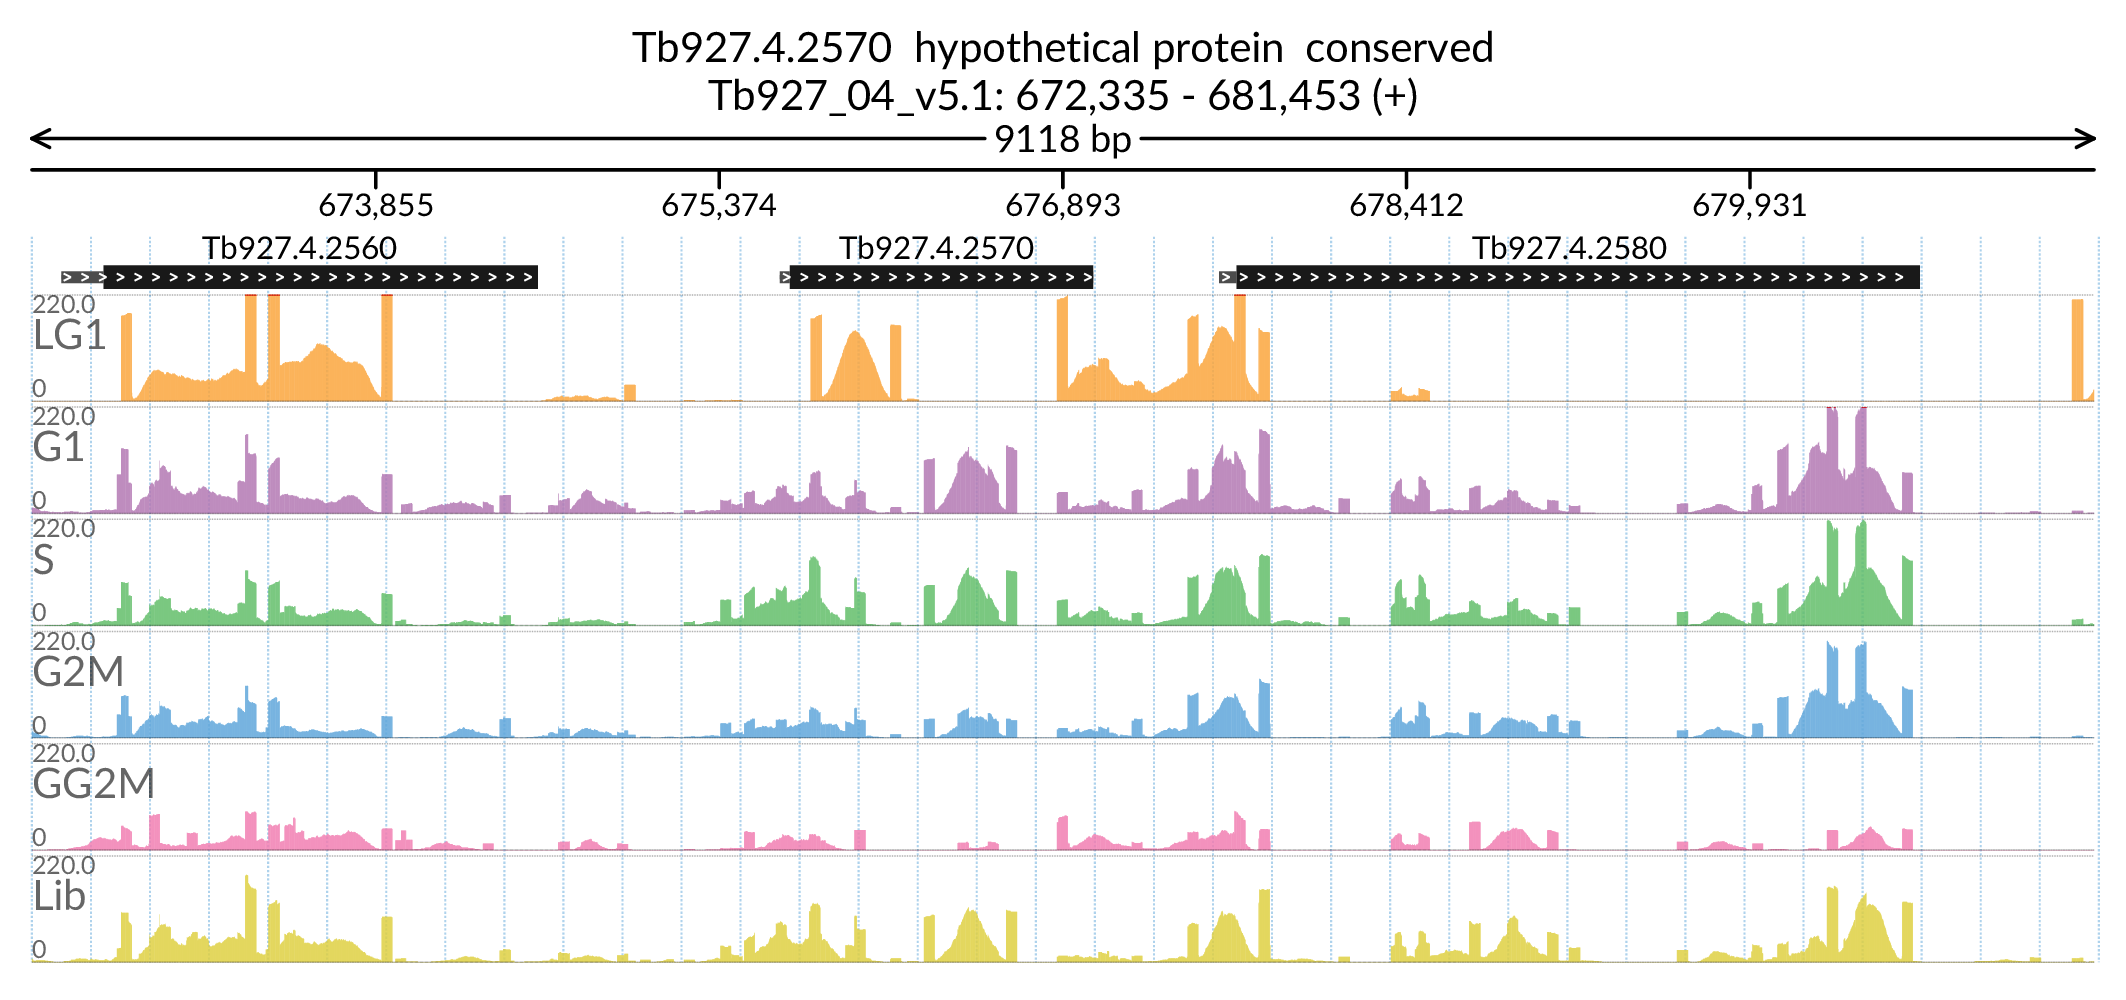 Tb927.4.2570 hypothetical protein conserved
Tb927_04_v5.1: 672,335 - 681,453 (+)
9118 bp
673,855 675,374 676,893 678,412 679,931
Tb927.4.2560 Tb927.4.2570 Tb927.4.2580
220.0
LG1
0
220.0
G1
0
220.0
S
0
220.0
G2M
0
220.0
GG2M
0
220.0
Lib
0